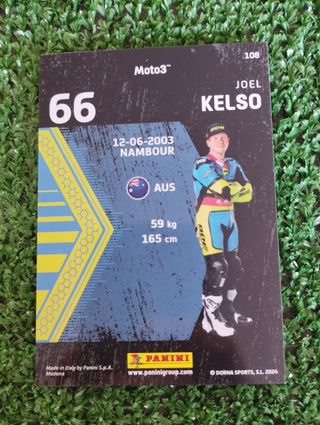 108
Moto3™
66
JOEL
KELSO
12-06-2003
NAMBOUR
AUS
59 kg
165 cm
PANINI
Made in Italy by Panini S.p.A.
Modena
www.paninigroup.com
© DORNA SPORTS, S.L. 2024